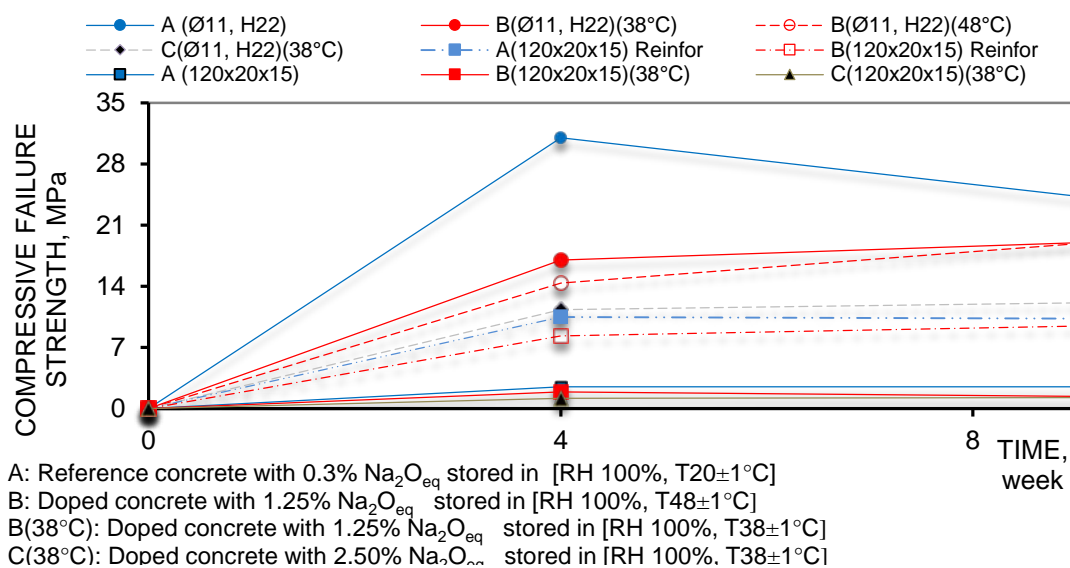 A (Ø11, H22) B(Ø11, H22)(38°C) B(Ø11, H22)(48°C)
C(Ø11, H22)(38°C) A(120x20x15) Reinfor B(120x20x15) Reinfor
A (120x20x15) B(120x20x15)(38°C) C(120x20x15)(38°C)
COMPRESSIVE FAILURE
STRENGTH, MPa
35
28
21
14
7
0
0 4 8
TIME,
week
A: Reference concrete with 0.3% Na₂Oeq stored in [RH 100%, T20±1°C]
B: Doped concrete with 1.25% Na₂Oeq stored in [RH 100%, T48±1°C]
B(38°C): Doped concrete with 1.25% Na₂Oeq stored in [RH 100%, T38±1°C]
C(38°C): Doped concrete with 2.50% Na₂Oeq stored in [RH 100%, T38±1°C]